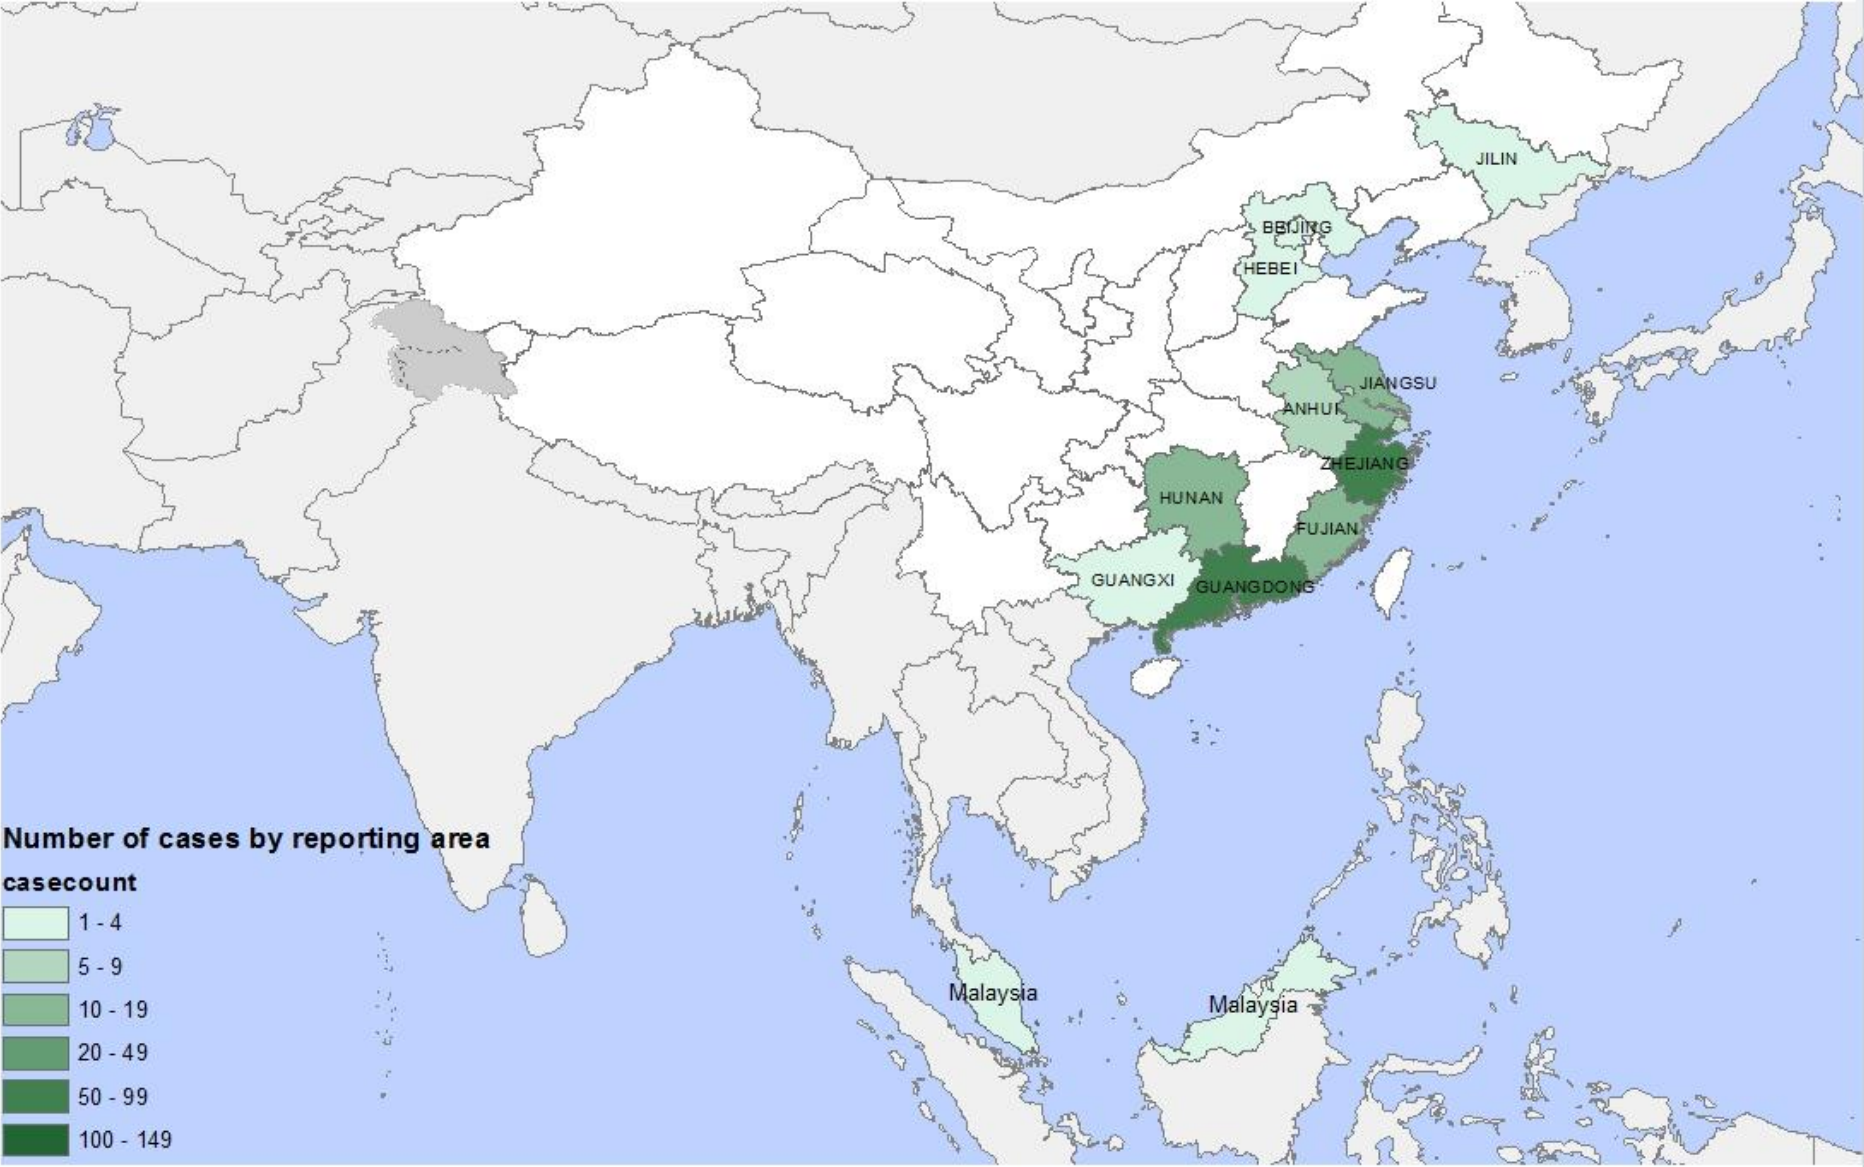 JILIN
BEIJING
HEBEI
JIANGSU
ANHUI
ZHEJIANG
HUNAN
FUJIAN
GUANGXI
GUANGDONG
Number of cases by reporting area
casecount
1 - 4
5 - 9
10 - 19
20 - 49
50 - 99
100 - 149
Malaysia
Malaysia